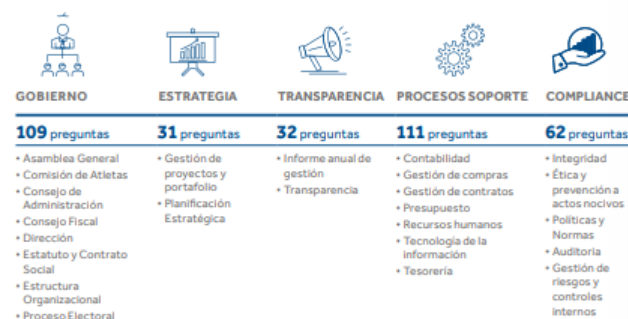 GOBIERNO
109 preguntas
• Asamblea General
• Comisión de Atletas
• Consejo de
Administración
• Consejo Fiscal
• Dirección
• Estatuto y Contrato
Social
• Estructura
Organizacional
• Proceso Electoral
ESTRATEGIA
31 preguntas
• Gestión de
proyectos y
portafolio
• Planificación
Estratégica
TRANSPARENCIA
32 preguntas
• Informe anual de
gestión
• Transparencia
PROCESOS SOPORTE
111 preguntas
• Contabilidad
• Gestión de compras
• Gestión de contratos
• Presupuesto
• Recursos humanos
• Tecnología de la
información
• Tesorería
COMPLIANCE
62 preguntas
• Integridad
• Ética y
prevención a
actos nocivos
• Políticas y
Normas
• Auditoria
• Gestión de
riesgos y
controles
internos